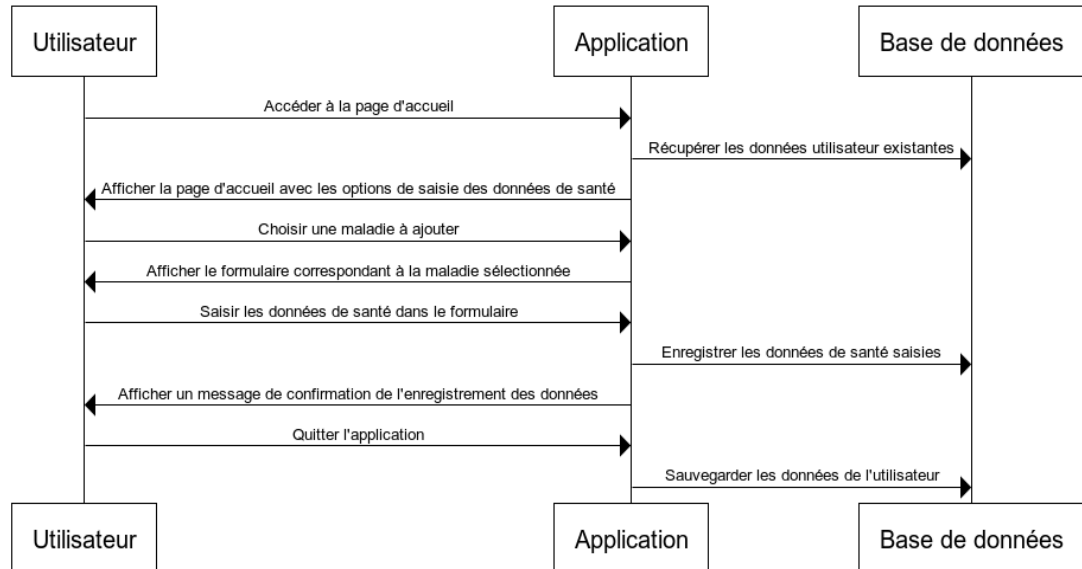 Utilisateur
Application
Base de données
Accéder à la page d'accueil
Récupérer les données utilisateur existantes
Afficher la page d'accueil avec les options de saisie des données de santé
Choisir une maladie à ajouter
Afficher le formulaire correspondant à la maladie sélectionnée
Saisir les données de santé dans le formulaire
Enregistrer les données de santé saisies
Afficher un message de confirmation de l'enregistrement des données
Quitter l'application
Sauvegarder les données de l'utilisateur
Utilisateur
Application
Base de données